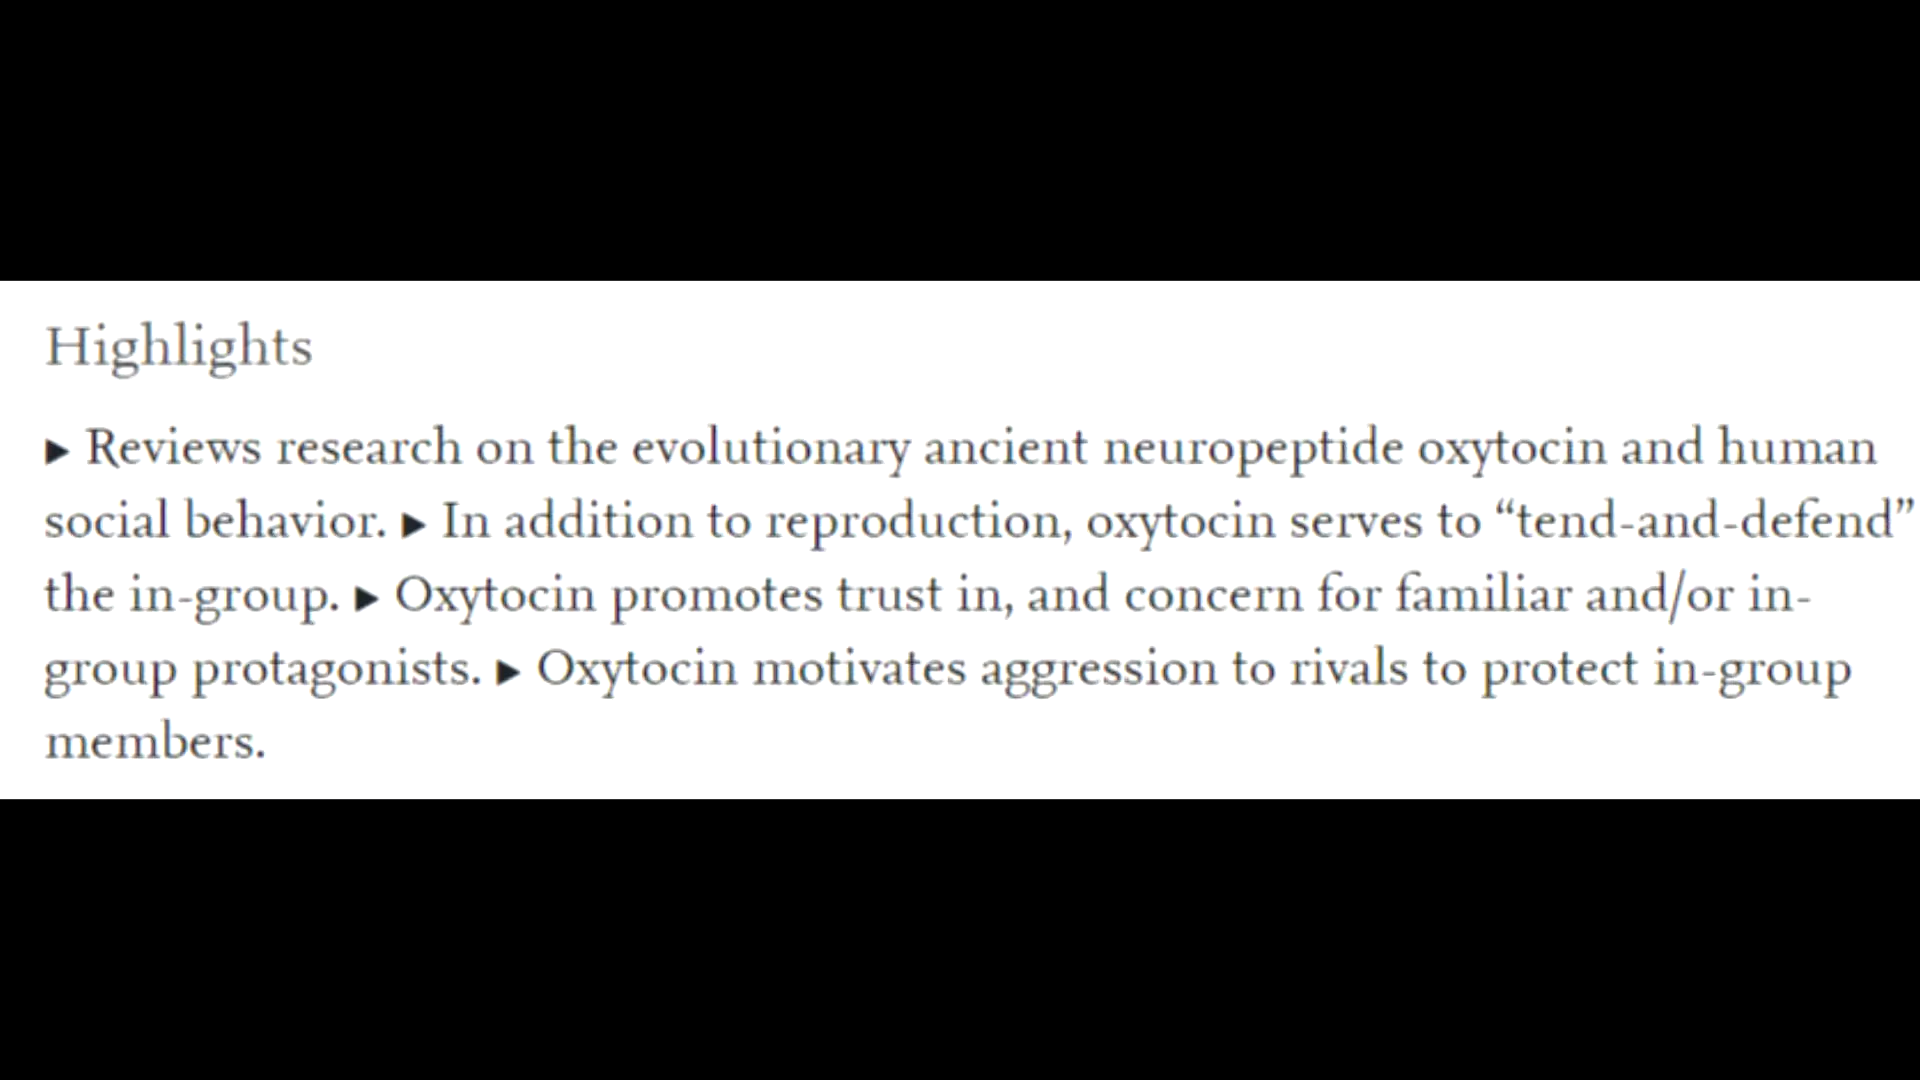 Highlights
► Reviews research on the evolutionary ancient neuropeptide oxytocin and human
social behavior. ► In addition to reproduction, oxytocin serves to “tend-and-defend”
the in-group. ► Oxytocin promotes trust in, and concern for familiar and/or in-
group protagonists. ► Oxytocin motivates aggression to rivals to protect in-group
members.